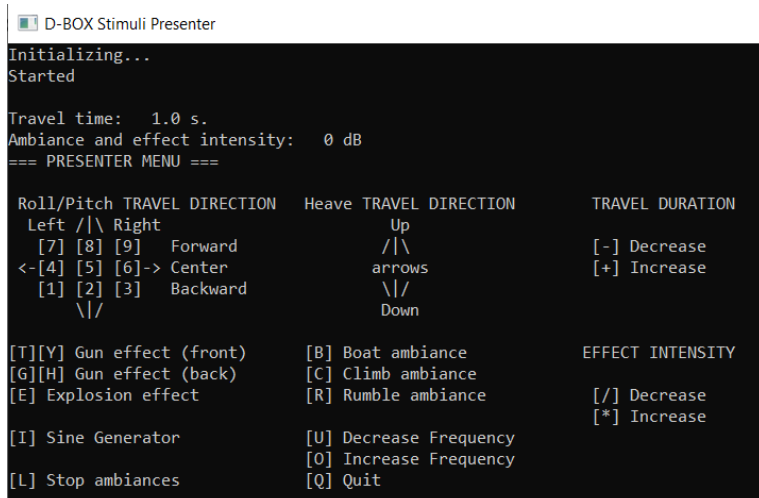 D-BOX Stimuli Presenter
Initializing...
Started
Travel time:   1.0 s.
Ambiance and effect intensity:   0 dB
=== PRESENTER MENU ===
Roll/Pitch TRAVEL DIRECTION   Heave TRAVEL DIRECTION        TRAVEL DURATION
Left /|\ Right                         Up
[7] [8] [9]   Forward                 /|\                   [-] Decrease
<-[4] [5] [6]-> Center                arrows                 [+] Increase
[1] [2] [3]   Backward                \|/
\|/                               Down
[T][Y] Gun effect (front)      [B] Boat ambiance            EFFECT INTENSITY
[G][H] Gun effect (back)       [C] Climb ambiance
[E] Explosion effect           [R] Rumble ambiance           [/] Decrease
[*] Increase
[I] Sine Generator             [U] Decrease Frequency
[O] Increase Frequency
[L] Stop ambiances             [Q] Quit